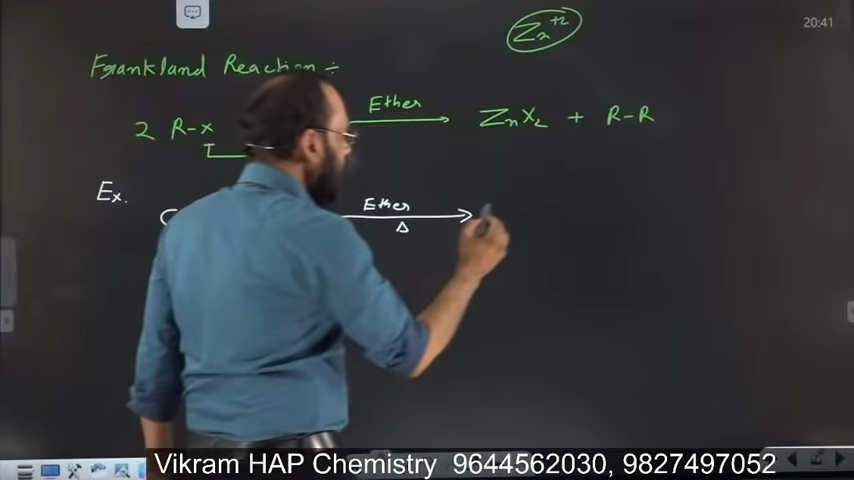 Zn+2
20:41
Frankland Reaction ÷
2 R-x Ether ZnX2 + R-R
Ex. Ether
Δ
Vikram HAP Chemistry 9644562030, 9827497052